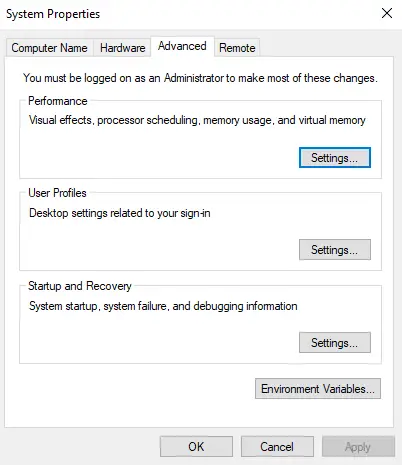 System Properties
Computer Name Hardware Advanced Remote
You must be logged on as an Administrator to make most of these changes.
Performance
Visual effects, processor scheduling, memory usage, and virtual memory
Settings...
User Profiles
Desktop settings related to your sign-in
Settings...
Startup and Recovery
System startup, system failure, and debugging information
Settings...
Environment Variables...
OK Cancel Apply